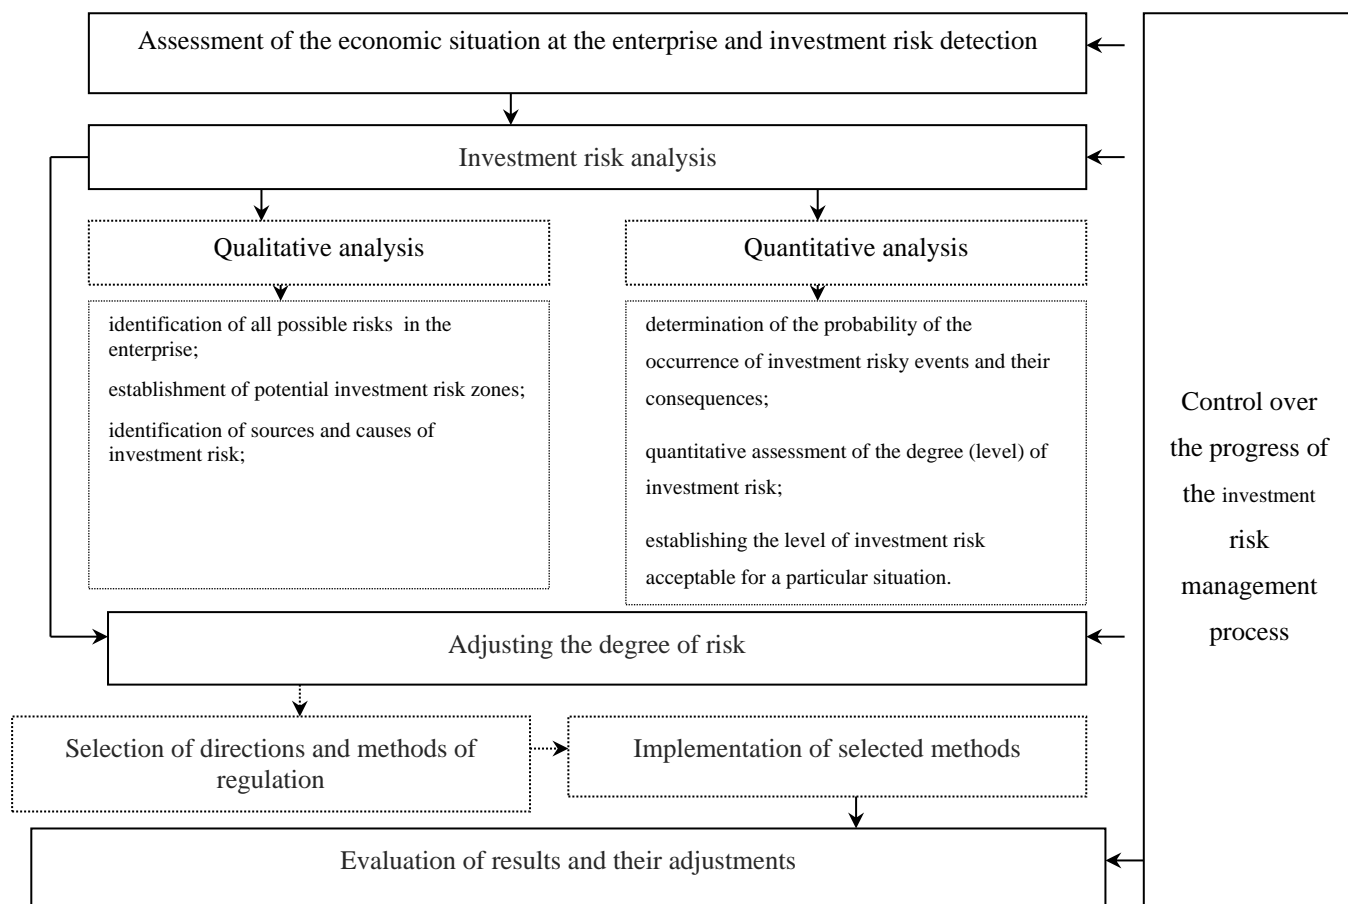 Assessment of the economic situation at the enterprise and investment risk detection
Investment risk analysis
Qualitative analysis
identification of all possible risks in the
enterprise;
establishment of potential investment risk zones;
identification of sources and causes of
investment risk;
Quantitative analysis
determination of the probability of the
occurrence of investment risky events and their
consequences;
quantitative assessment of the degree (level) of
investment risk;
establishing the level of investment risk
acceptable for a particular situation.
Adjusting the degree of risk
Selection of directions and methods of
regulation
Implementation of selected methods
Evaluation of results and their adjustments
Control over
the progress of
the investment
risk
management
process